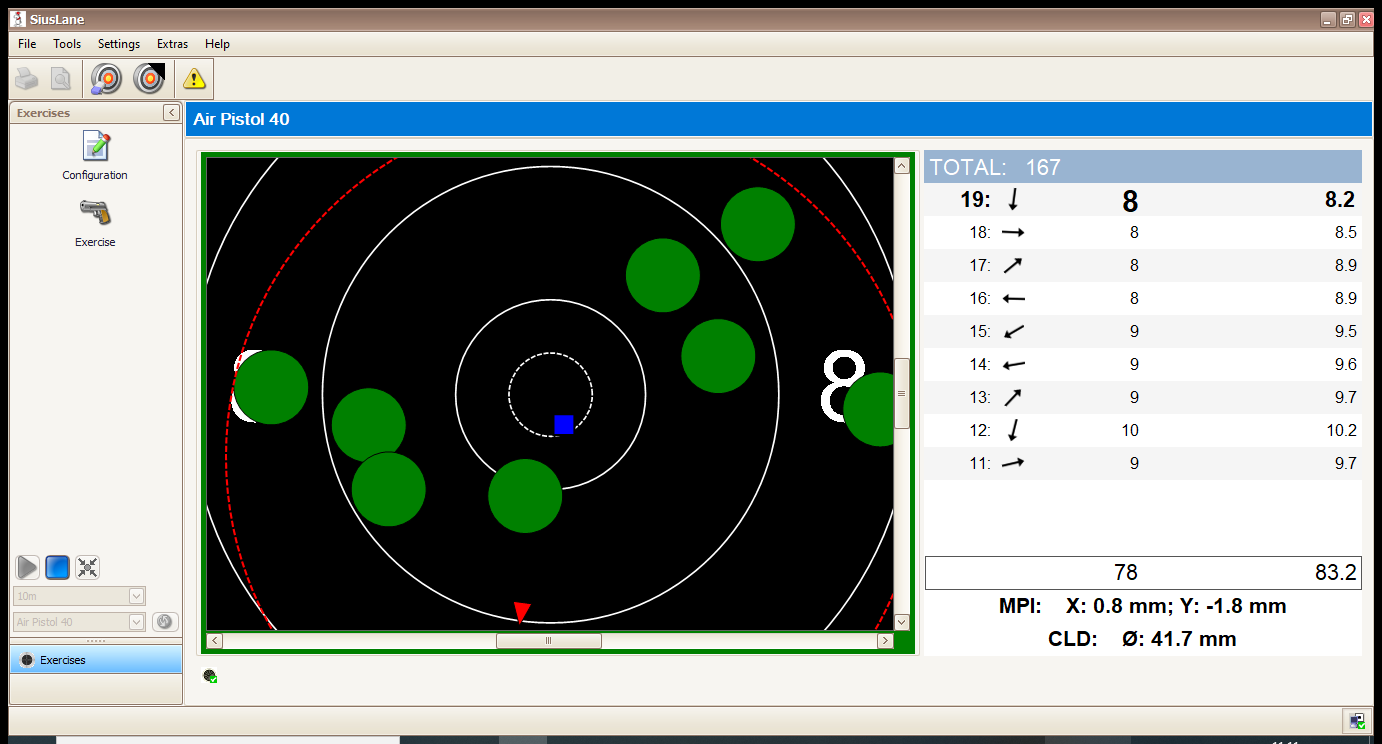 SiusLane
File Tools Settings Extras Help
Exercises
Air Pistol 40
Configuration
Exercise
8
TOTAL: 167
19: 8 8.2
18: 8 8.5
17: 8 8.9
16: 8 8.9
15: 9 9.5
14: 9 9.6
13: 9 9.7
12: 10 10.2
11: 9 9.7
78 83.2
MPI: X: 0.8 mm; Y: -1.8 mm
CLD: Ø: 41.7 mm
10m
Air Pistol 40
Exercises